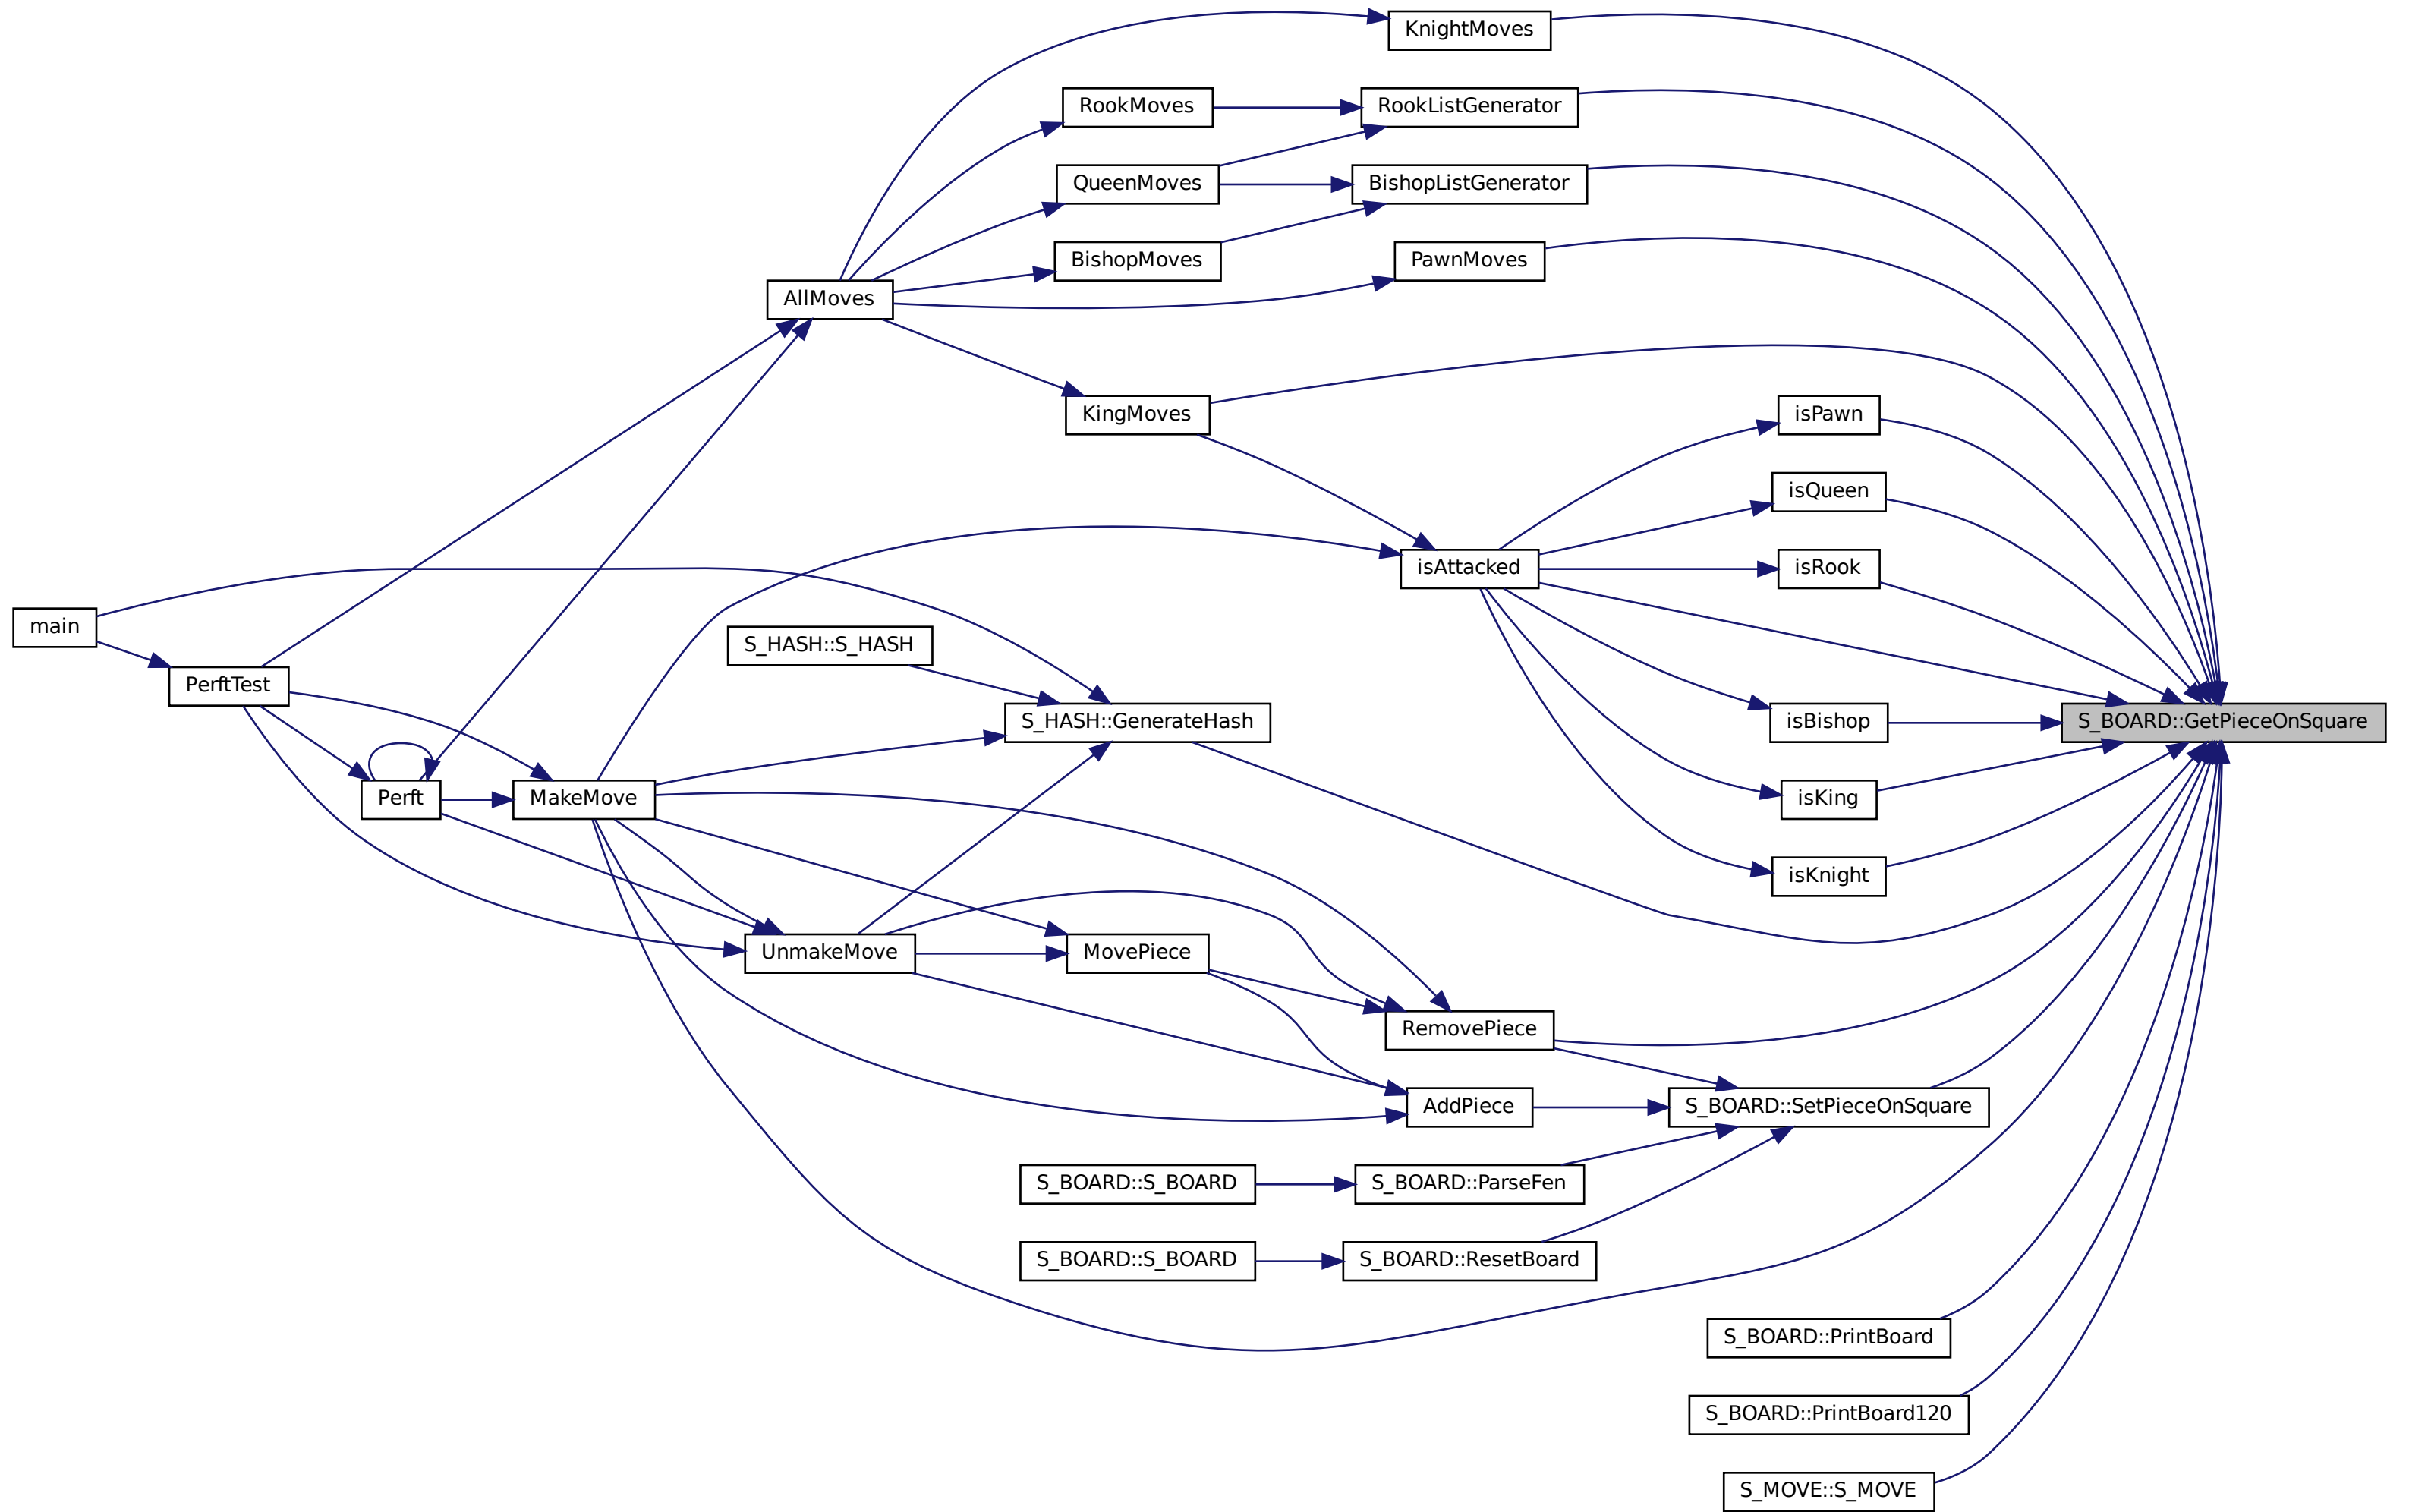 KnightMoves
RookMoves
RookListGenerator
QueenMoves
BishopListGenerator
BishopMoves
PawnMoves
AllMoves
KingMoves
isPawn
isQueen
isAttacked
isRook
main
S_HASH::S_HASH
PerftTest
S_HASH::GenerateHash
isBishop
S_BOARD::GetPieceOnSquare
Perft
MakeMove
isKing
isKnight
UnmakeMove
MovePiece
RemovePiece
AddPiece
S_BOARD::SetPieceOnSquare
S_BOARD::S_BOARD
S_BOARD::ParseFen
S_BOARD::S_BOARD
S_BOARD::ResetBoard
S_BOARD::PrintBoard
S_BOARD::PrintBoard120
S_MOVE::S_MOVE